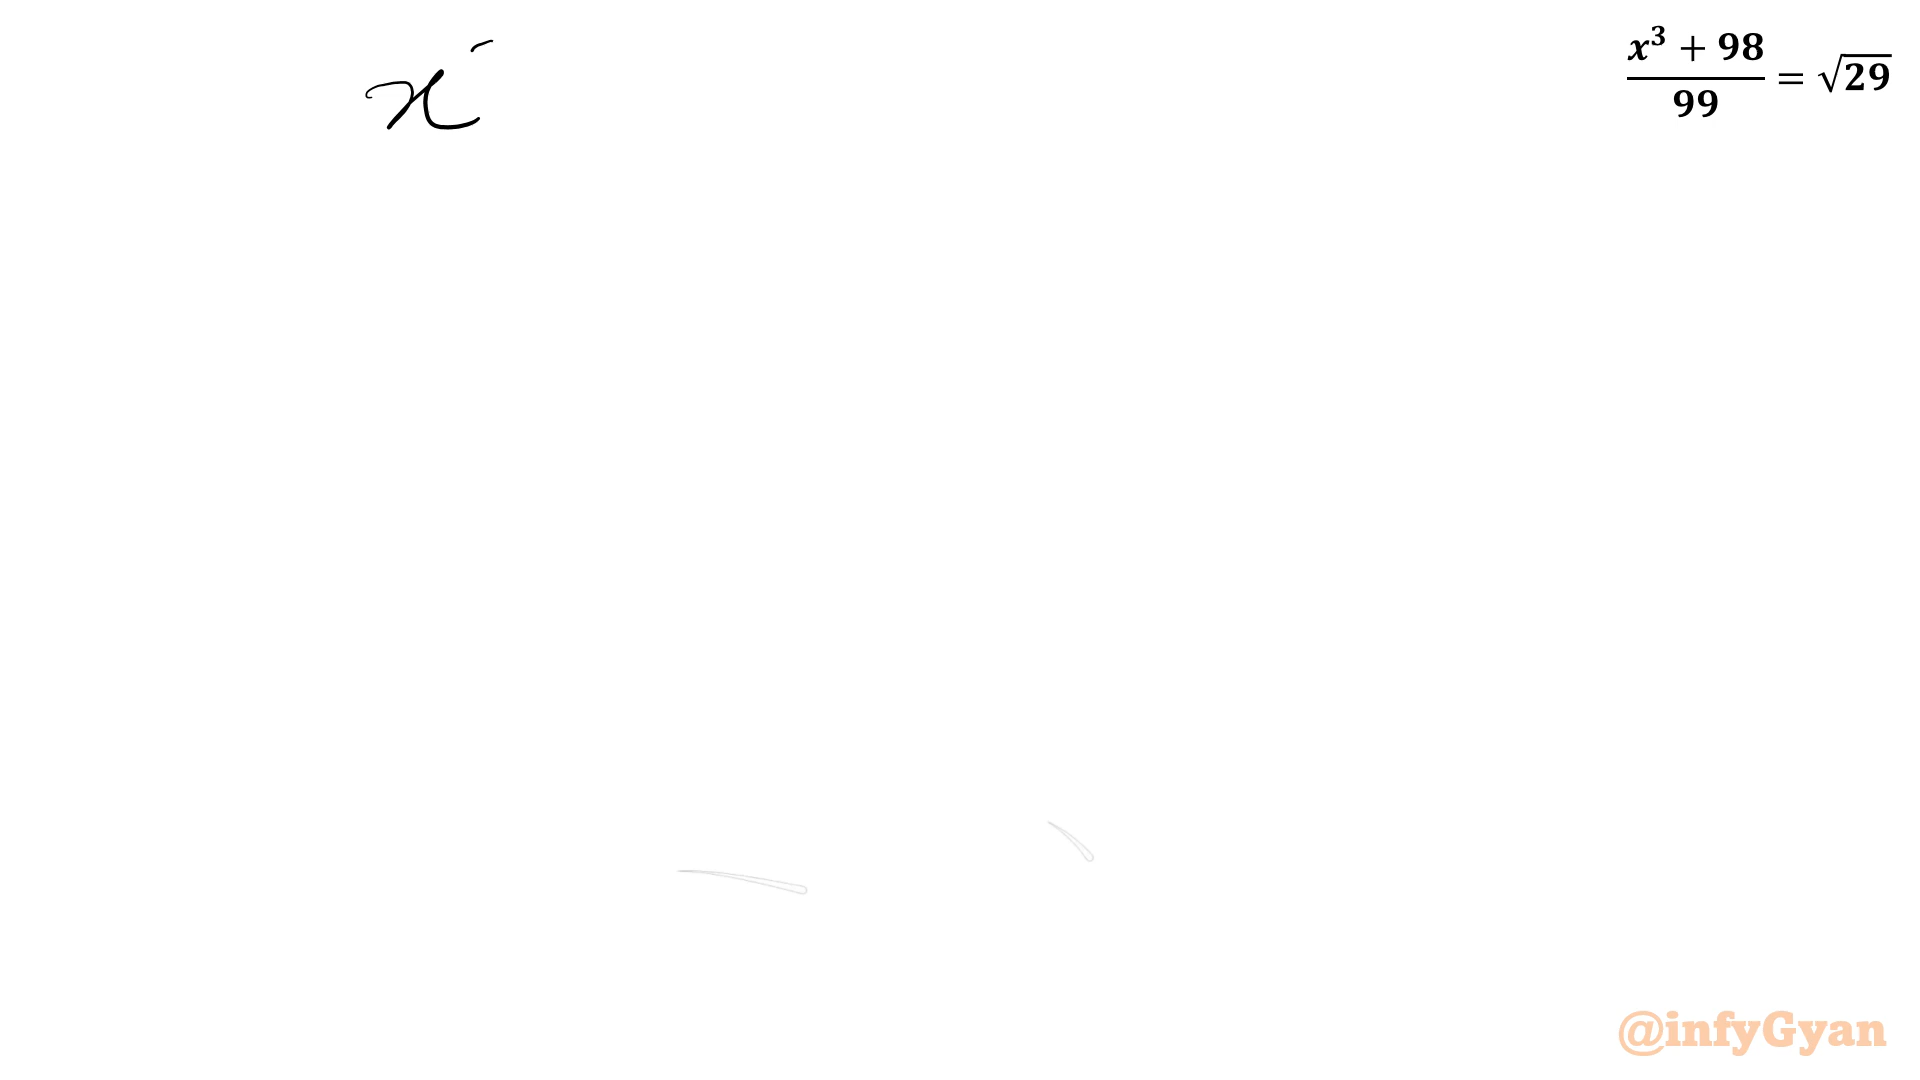 x
x³ + 98
99
= √29
@infyGyan